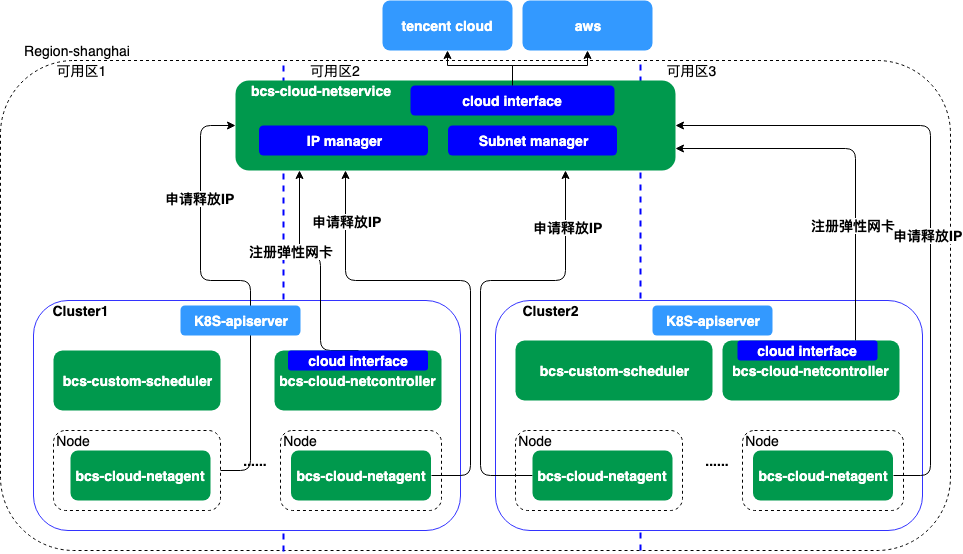 tencent cloud
aws
Region-shanghai
可用区1
可用区2
可用区3
bcs-cloud-netservice
cloud interface
IP manager
Subnet manager
申请释放IP
申请释放IP
注册弹性网卡
申请释放IP
注册弹性网卡
申请释放IP
Cluster1
K8S-apiserver
bcs-custom-scheduler
cloud interface
bcs-cloud-netcontroller
Node
bcs-cloud-netagent
......
Node
bcs-cloud-netagent
Cluster2
K8S-apiserver
bcs-custom-scheduler
cloud interface
bcs-cloud-netcontroller
Node
bcs-cloud-netagent
......
Node
bcs-cloud-netagent